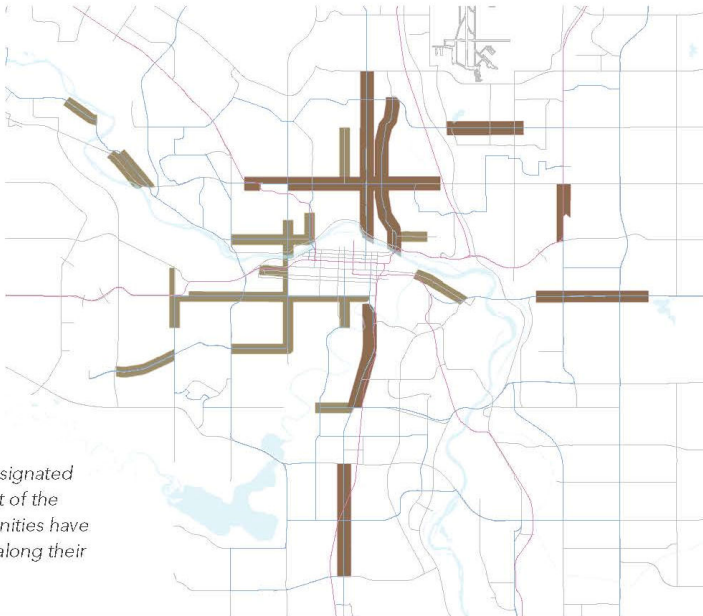 signated
t of the
nities have
along their